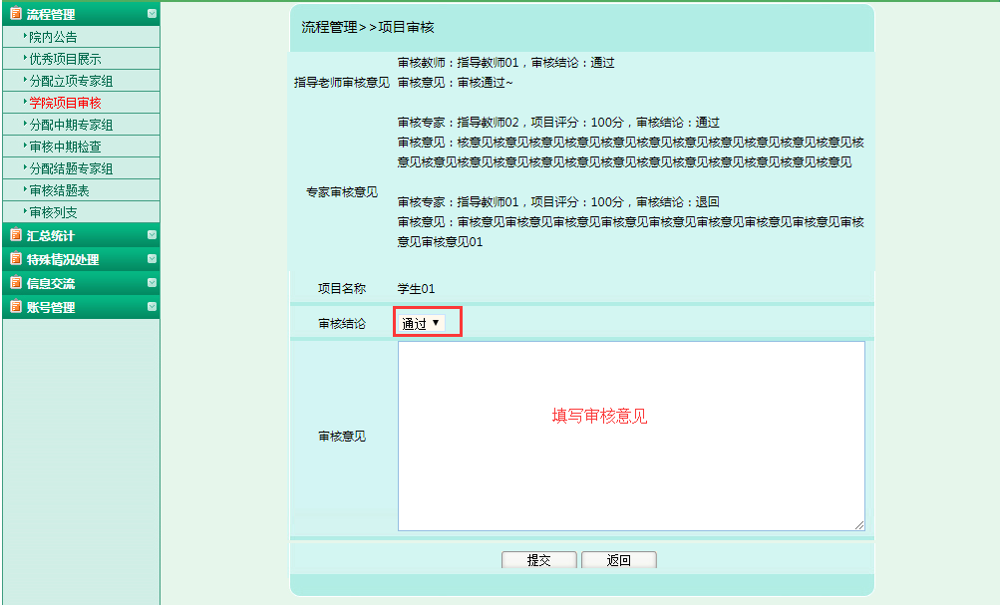 流程管理
院内公告
优秀项目展示
分配立项专家组
学院项目审核
分配中期专家组
审核中期检查
分配结题专家组
审核结题表
审核列支
汇总统计
特殊情况处理
信息交流
账号管理
流程管理>>项目审核
指导老师审核意见
审核教师：指导教师01，审核结论：通过
审核意见：审核通过~
专家审核意见
审核专家：指导教师02，项目评分：100分，审核结论：通过
审核意见：核意见核意见核意见核意见核意见核意见核意见核意见核意见核意见核意见核
意见核意见核意见核意见核意见核意见核意见核意见核意见核意见核意见核意见核意见
审核专家：指导教师01，项目评分：100分，审核结论：退回
审核意见：审核意见审核意见审核意见审核意见审核意见审核意见审核意见审核意见审核
意见审核意见01
项目名称 学生01
审核结论 通过
审核意见
填写审核意见
提交 返回